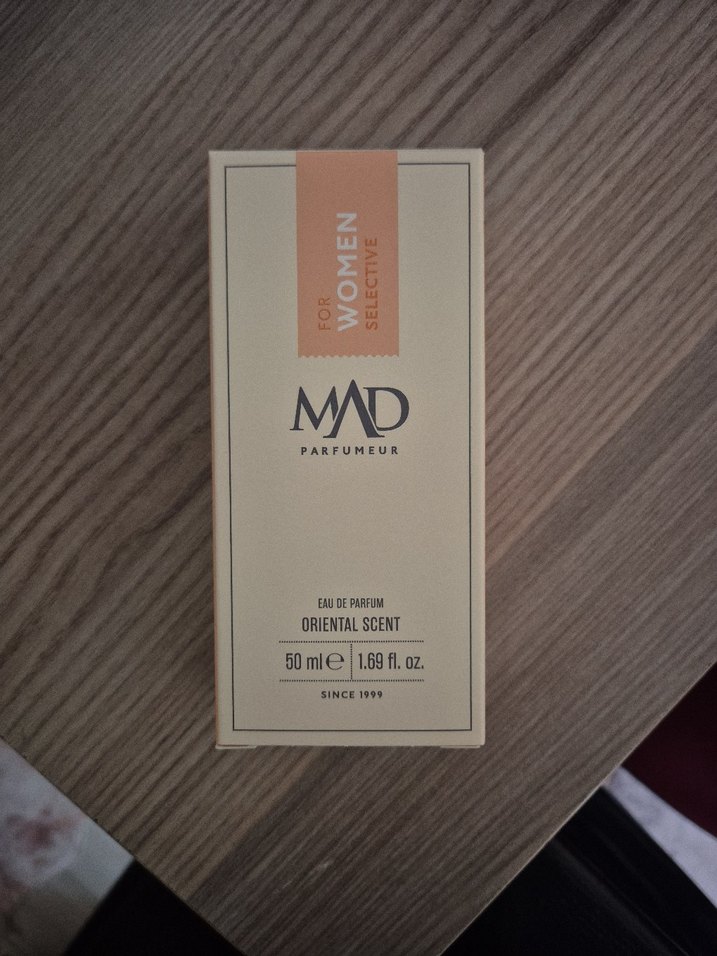 FOR
WOMEN
SELECTIVE
MAD
PARFUMEUR
EAU DE PARFUM
ORIENTAL SCENT
50 ml ℮ 1.69 fl. oz.
SINCE 1999